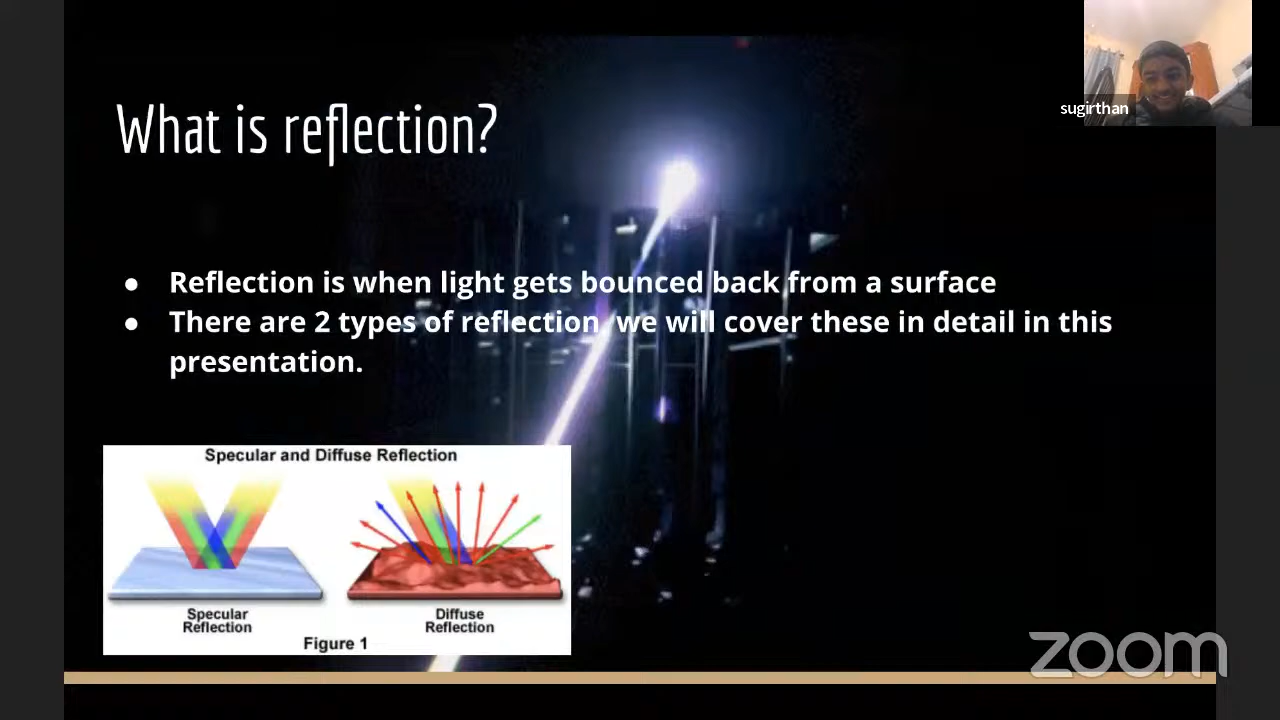 What is reflection?
sugirthan
● Reflection is when light gets bounced back from a surface
● There are 2 types of reflection, we will cover these in detail in this
presentation.
Specular and Diffuse Reflection
Specular
Reflection
Diffuse
Reflection
Figure 1
zoom